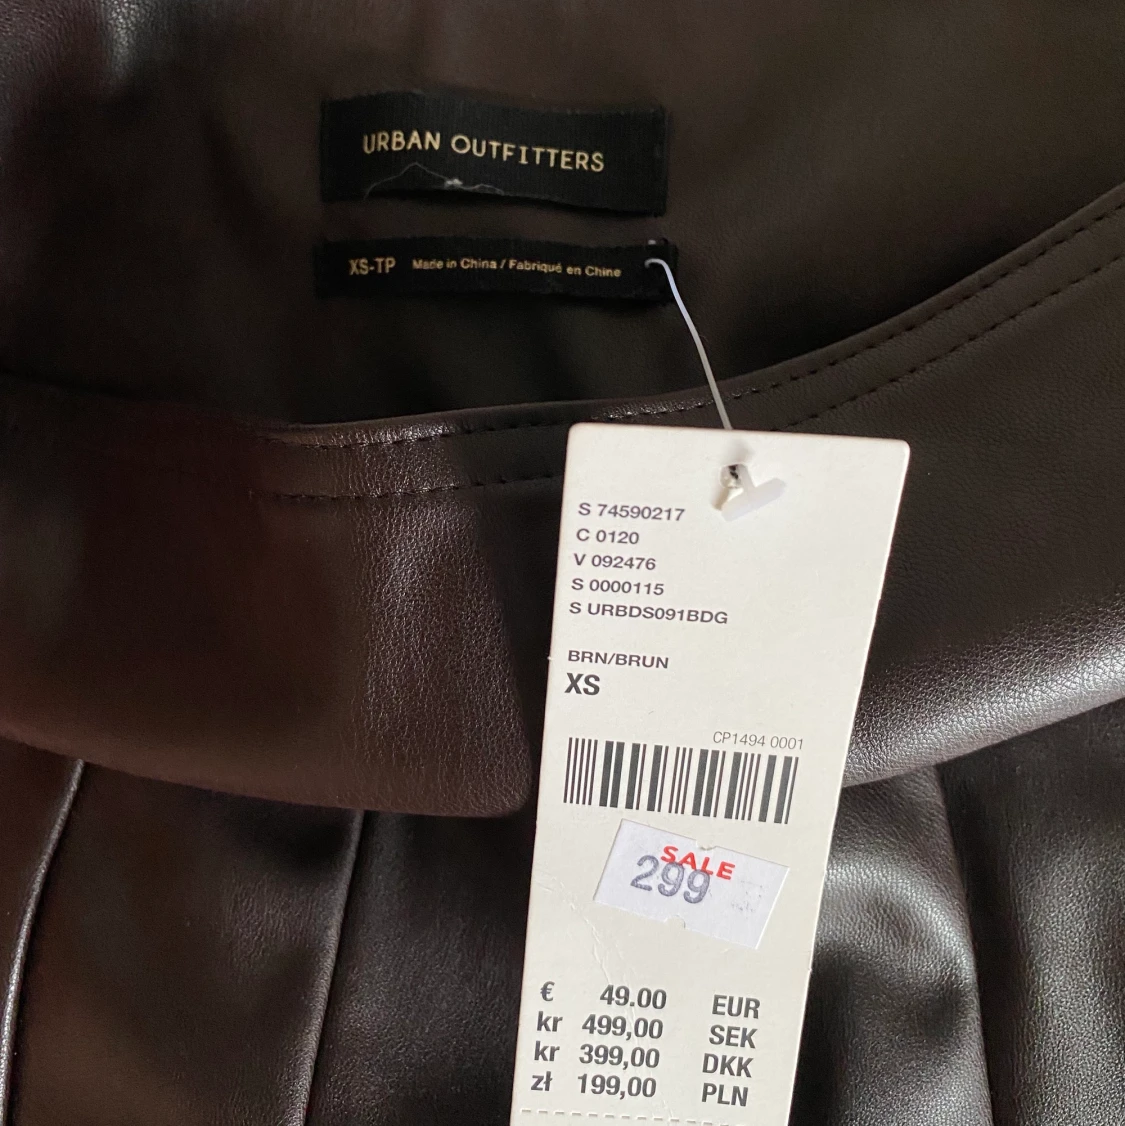 URBAN OUTFITTERS
XS-TP Made in China / Fabriqué en Chine
S 74590217
C 0120
V 092476
S 0000115
S URBDS091BDG
BRN/BRUN
XS
CP1494 0001
SALE
299
€ 49.00 EUR
kr 499,00 SEK
kr 399,00 DKK
zł 199,00 PLN